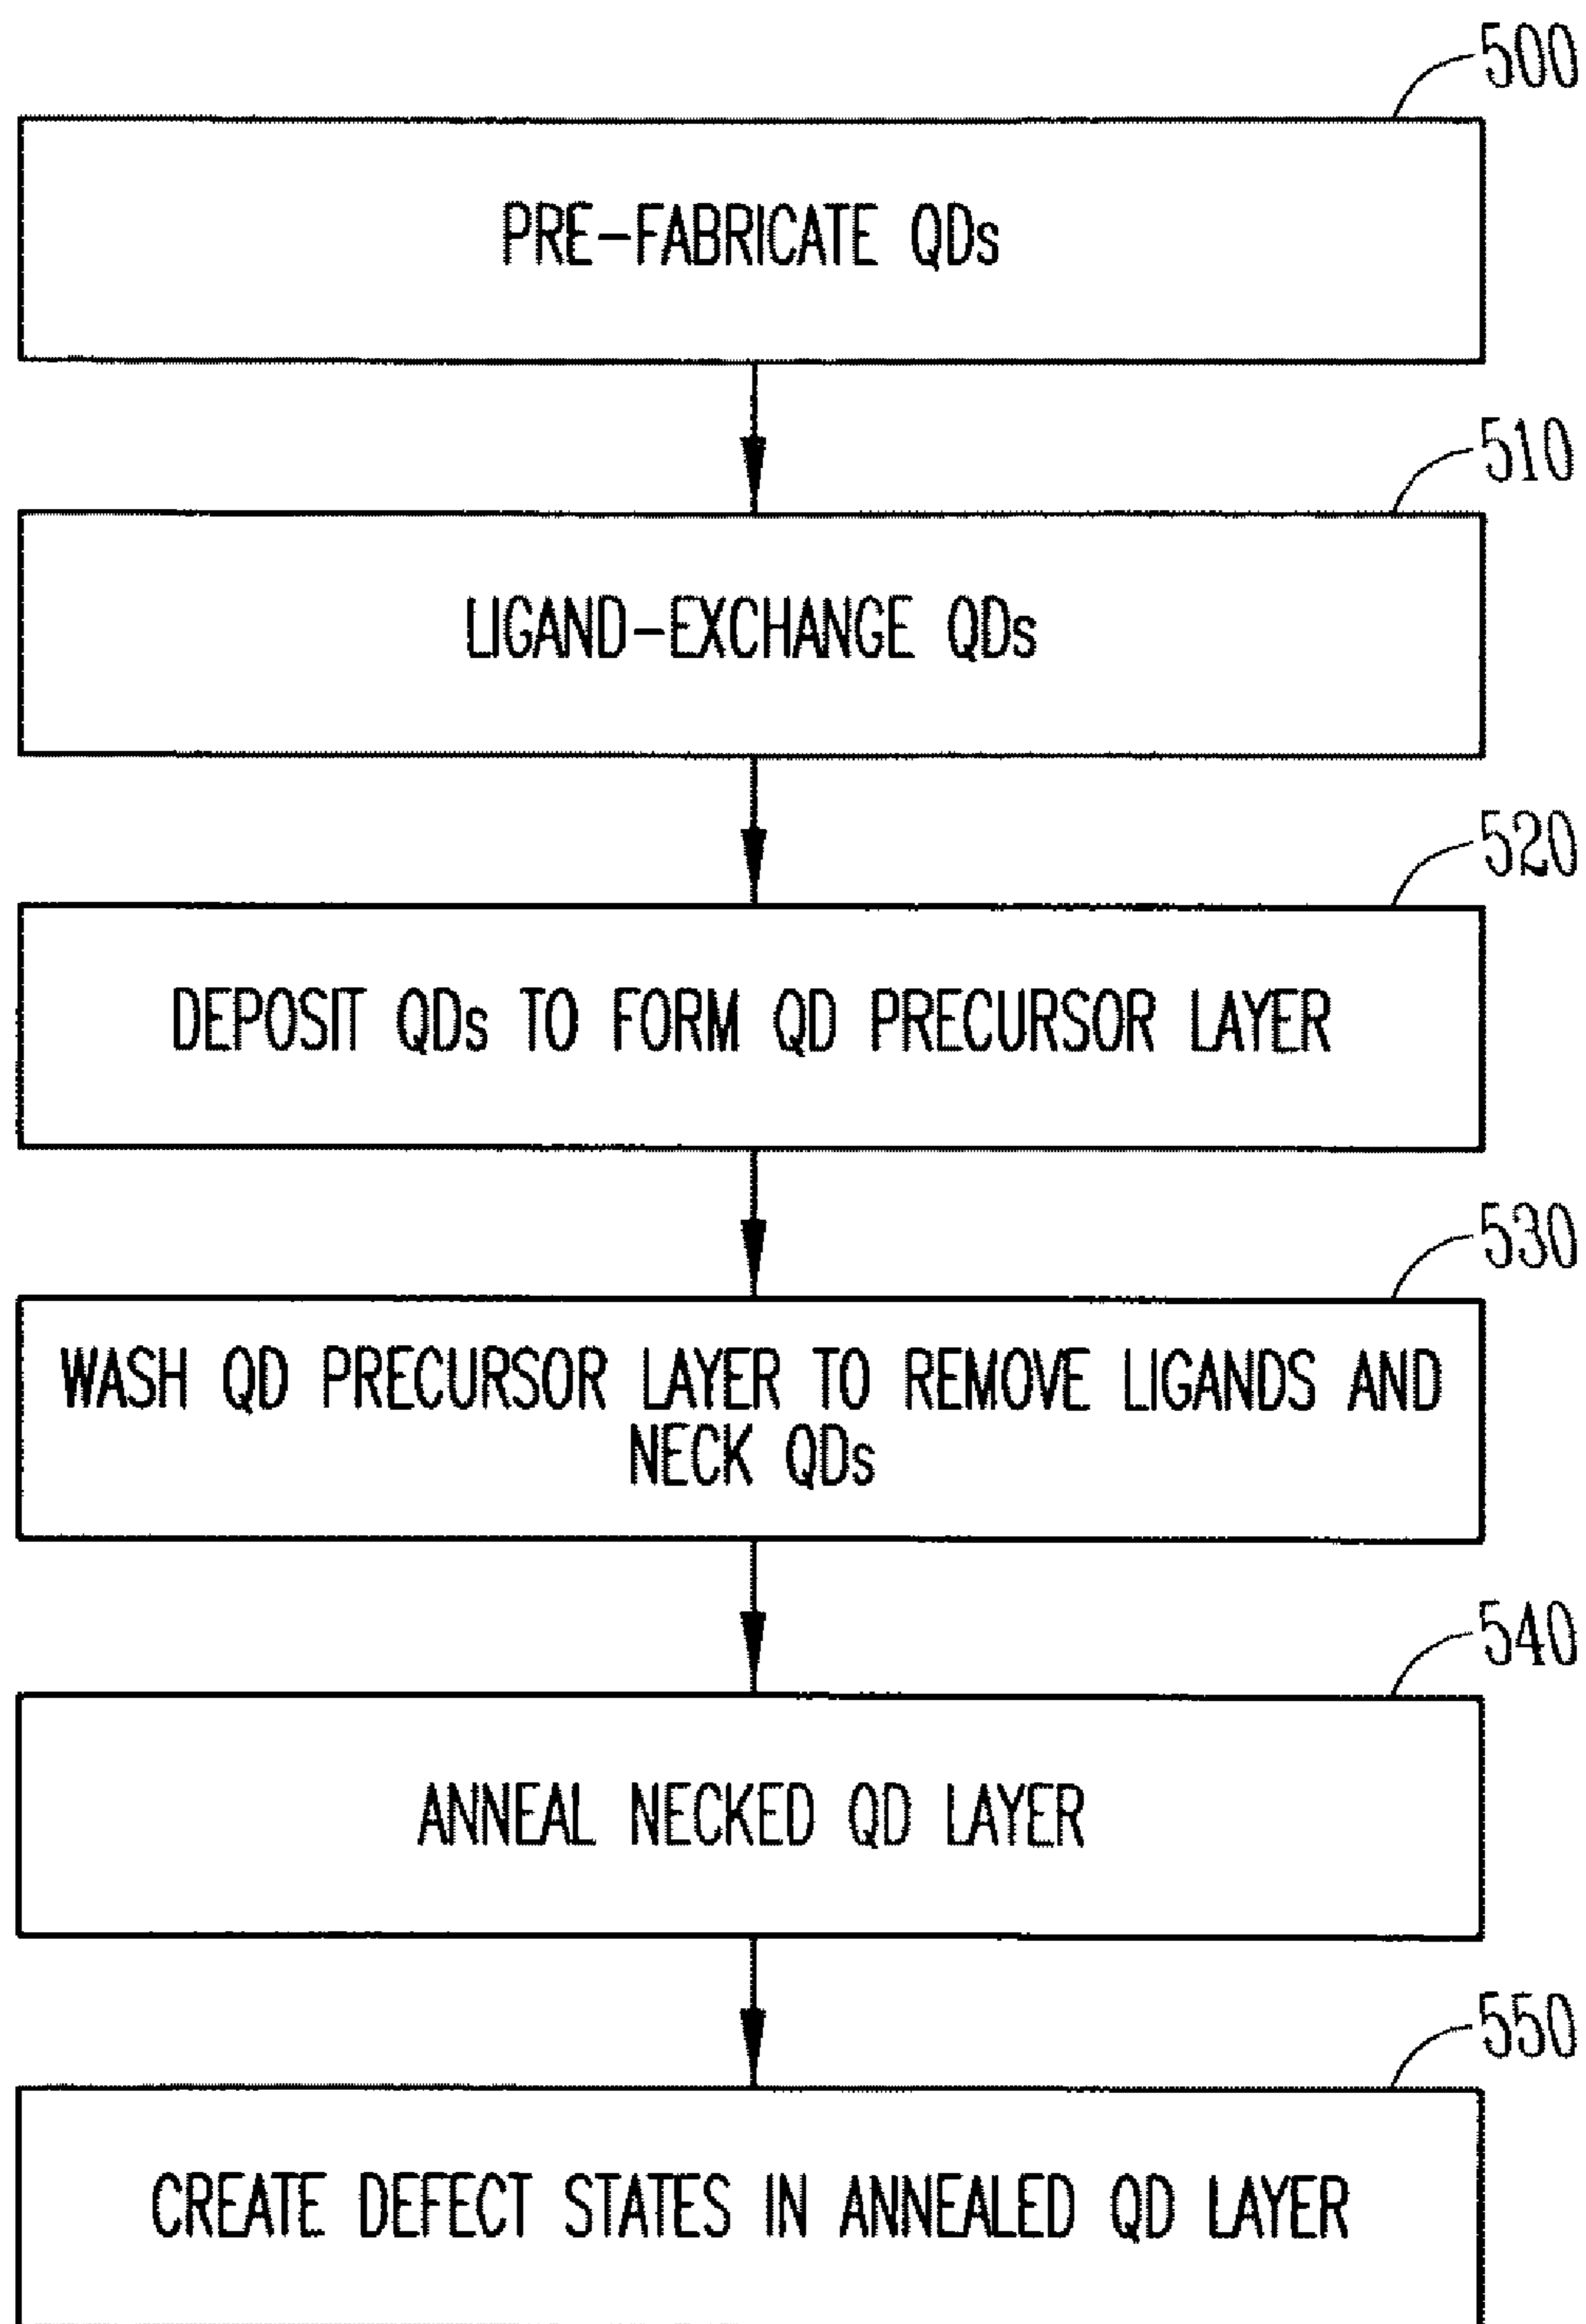 500
PRE-FABRICATE QDs
510
LIGAND-EXCHANGE QDs
520
DEPOSIT QDs TO FORM QD PRECURSOR LAYER
530
WASH QD PRECURSOR LAYER TO REMOVE LIGANDS AND
NECK QDs
540
ANNEAL NECKED QD LAYER
550
CREATE DEFECT STATES IN ANNEALED QD LAYER